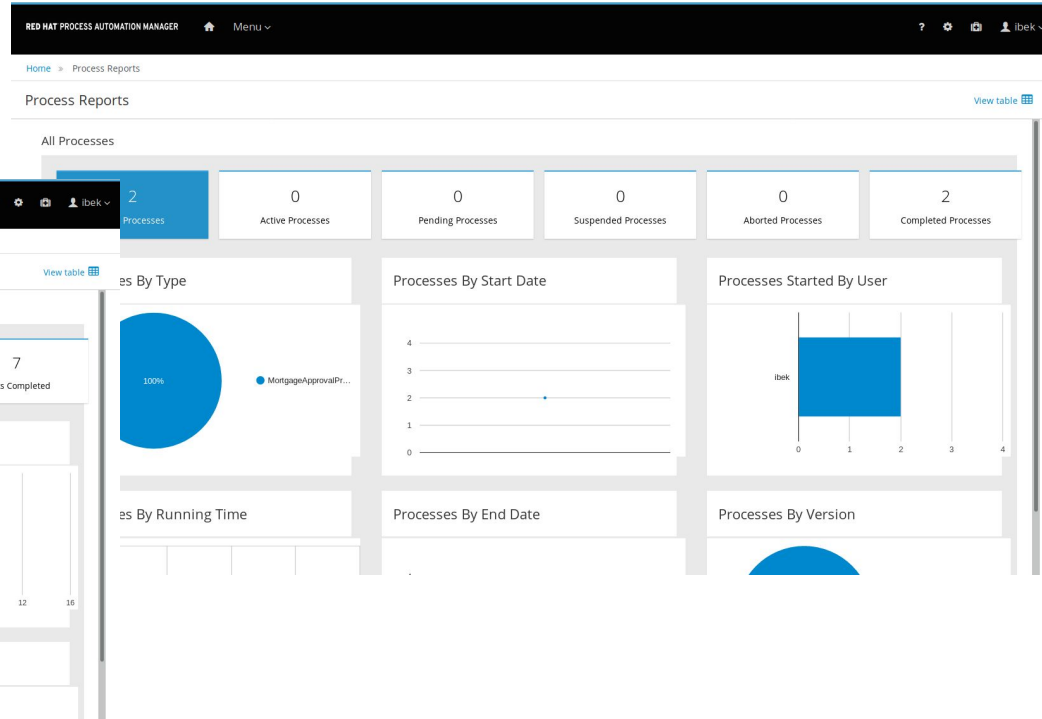 RED HAT PROCESS AUTOMATION MANAGER Menu ? ibek
Home » Process Reports
Process Reports View table
All Processes
2
Processes
0
Active Processes
0
Pending Processes
0
Suspended Processes
0
Aborted Processes
2
Completed Processes
es By Type
100%
MortgageApprovalPr...
Processes By Start Date
4
3
2
1
0
Processes Started By User
ibek
0 1 2 3 4
es By Running Time
Processes By End Date
Processes By Version
ibek
View table
7
s Completed
12 16